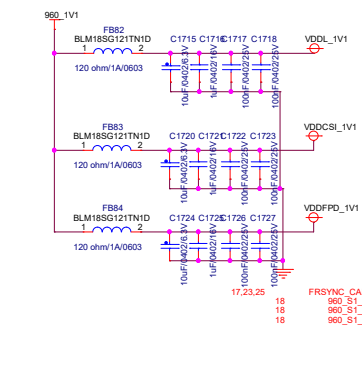 960_1V1
FB82
BLM18SG121TN1D
1 2
120 ohm/1A/0603
C1715 C1716 C1717 C1718
10uF/0402/6.3V
1uF/0402/16V
100nF/0402/25V
100nF/0402/25V
VDDL_1V1
FB83
BLM18SG121TN1D
1 2
120 ohm/1A/0603
C1720 C1721 C1722 C1723
10uF/0402/6.3V
1uF/0402/16V
100nF/0402/25V
100nF/0402/25V
VDDCSI_1V1
FB84
BLM18SG121TN1D
1 2
120 ohm/1A/0603
C1724 C1725 C1726 C1727
10uF/0402/6.3V
1uF/0402/16V
100nF/0402/25V
100nF/0402/25V
VDDFPD_1V1
17,23,25 FRSYNC_CA
18 960_S1_
18 960_S1_
18 960_S1_